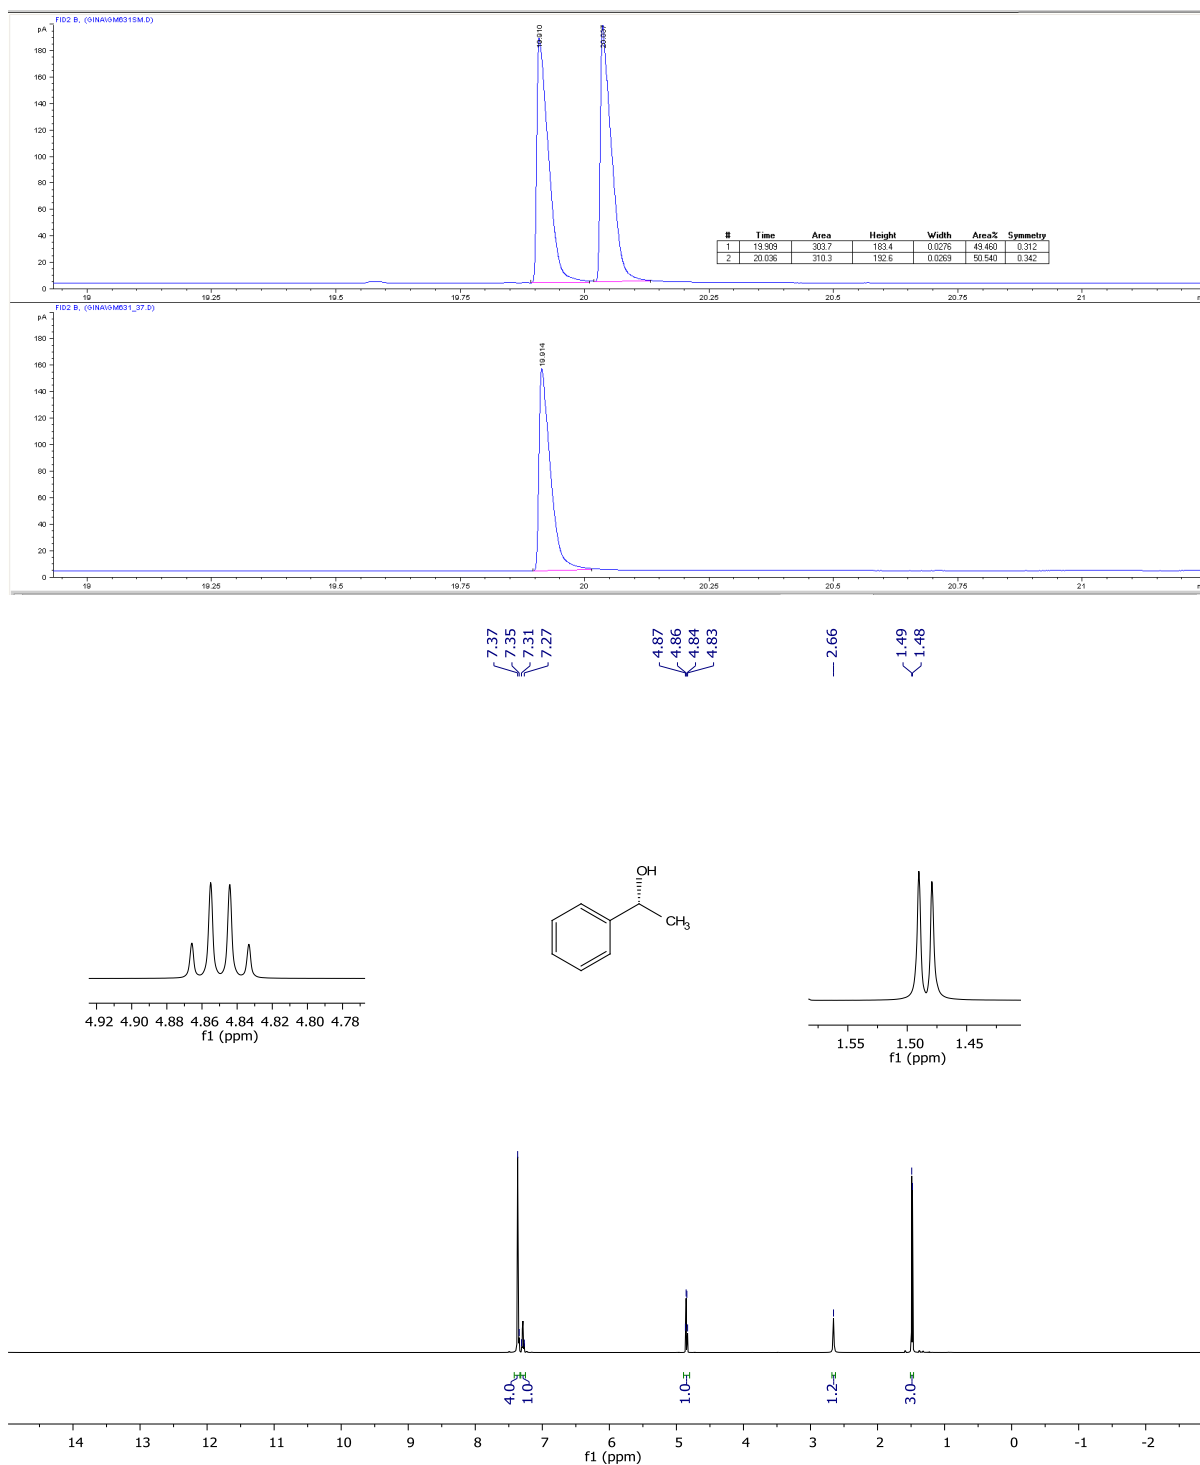 FID2 B, (GINA\GM631SM.D)
pA
19.910
20.037
180
160
140
120
100
80
60
40
20
0
# Time Area Height Width Area% Symmetry
1 19.909 303.7 183.4 0.0276 49.460 0.312
2 20.036 310.3 192.6 0.0269 50.540 0.342
19 19.25 19.5 19.75 20 20.25 20.5 20.75 21
FID2 B, (GINA\GM631_37.D)
pA
19.914
180
160
140
120
100
80
60
40
20
0
19 19.25 19.5 19.75 20 20.25 20.5 20.75 21
7.37
7.35
7.31
7.27
4.87
4.86
4.84
4.83
2.66
1.49
1.48
OH
CH3
4.92 4.90 4.88 4.86 4.84 4.82 4.80 4.78
f1 (ppm)
1.55 1.50 1.45
f1 (ppm)
4.0
1.0
1.0
1.2
3.0
14 13 12 11 10 9 8 7 6 5 4 3 2 1 0 -1 -2
f1 (ppm)